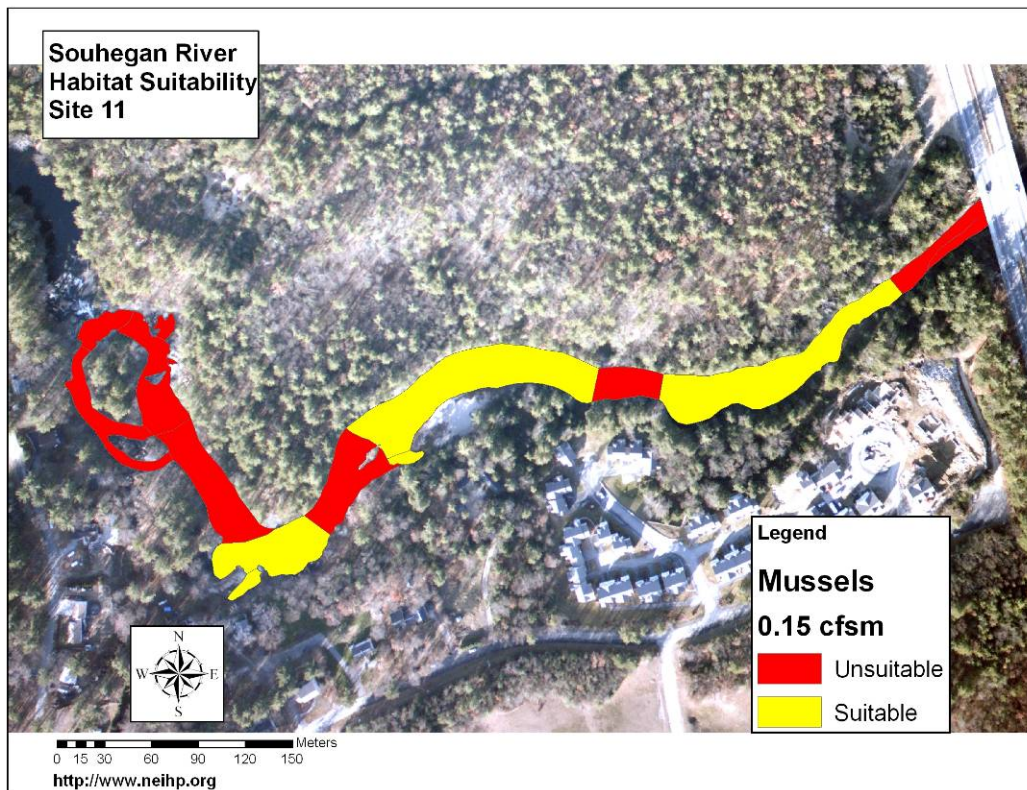 Souhegan River
Habitat Suitability
Site 11
Legend
Mussels
0.15 cfsm
Unsuitable
Suitable
N
W E
S
Meters
0 15 30 60 90 120 150
http://www.neihp.org